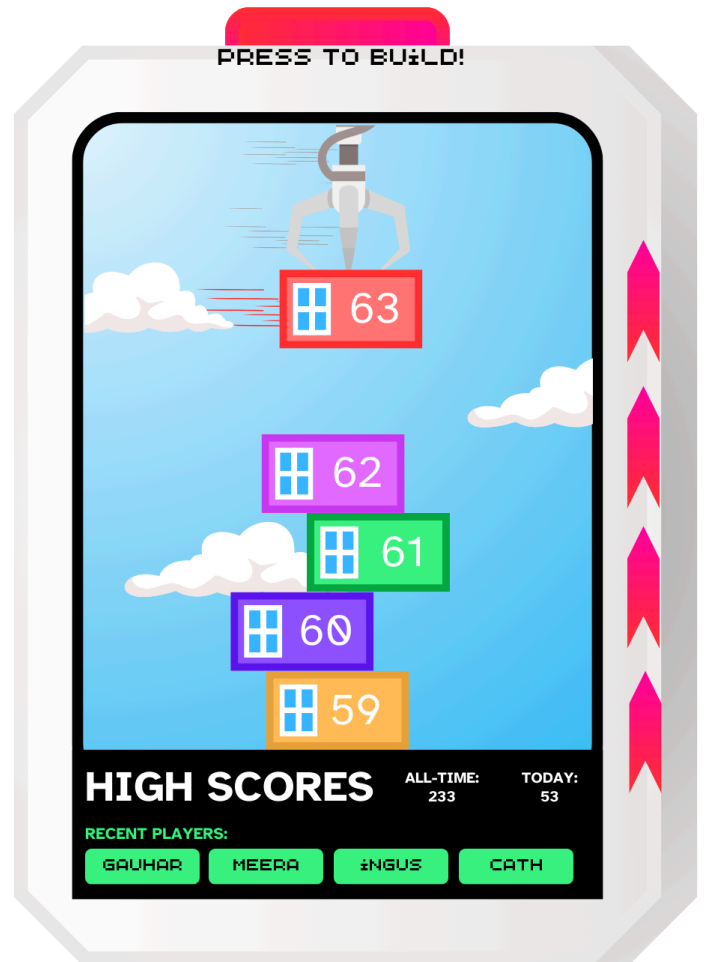 PRESS TO BUiLD!
63
62
61
60
59
HIGH SCORES
ALL-TIME:
233
TODAY:
53
RECENT PLAYERS:
GAUHAR
MEERA
iNGUS
CATH